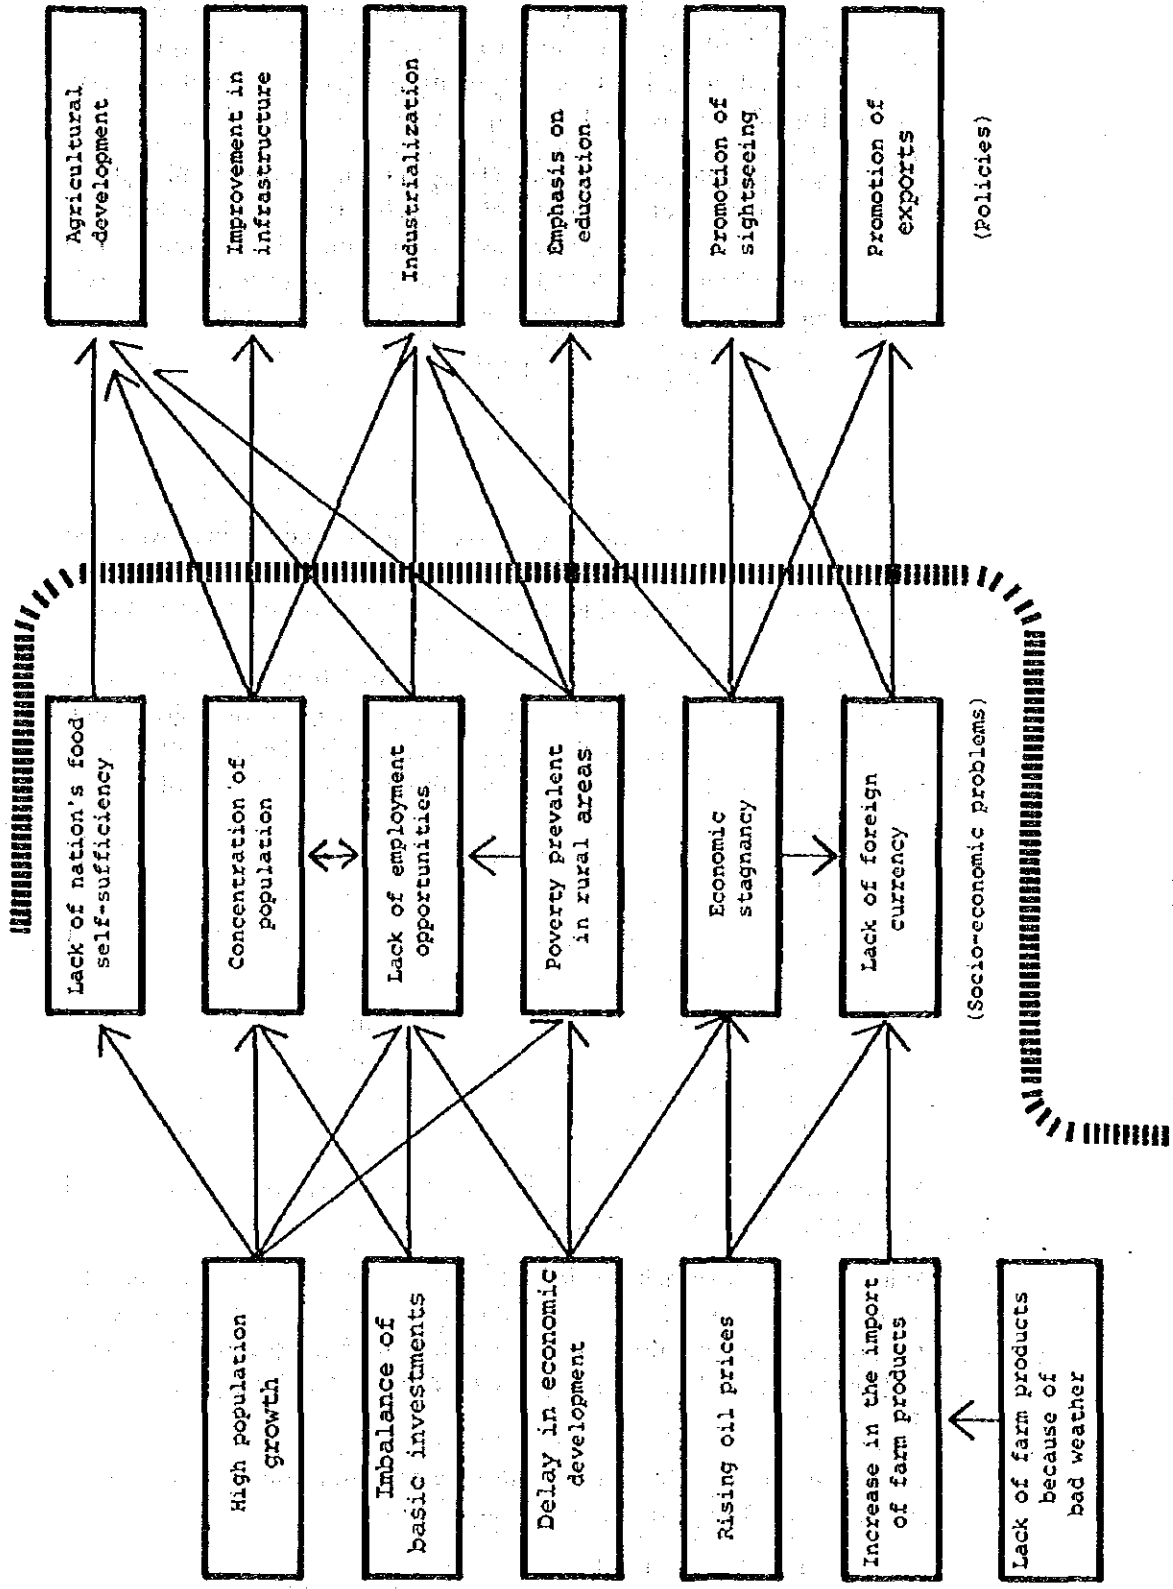 High population
growth
Imbalance of
basic investments
Delay in economic
development
Rising oil prices
Increase in the import
of farm products
Lack of farm products
because of
bad weather
Lack of nation's food
self-sufficiency
Concentration of
population
Lack of employment
opportunities
Poverty prevalent
in rural areas
Economic
stagnancy
Lack of foreign
currency
(Socio-economic problems)
Agricultural
development
Improvement in
infrastructure
Industrialization
Emphasis on
education
Promotion of
sightseeing
Promotion of
exports
(Policies)